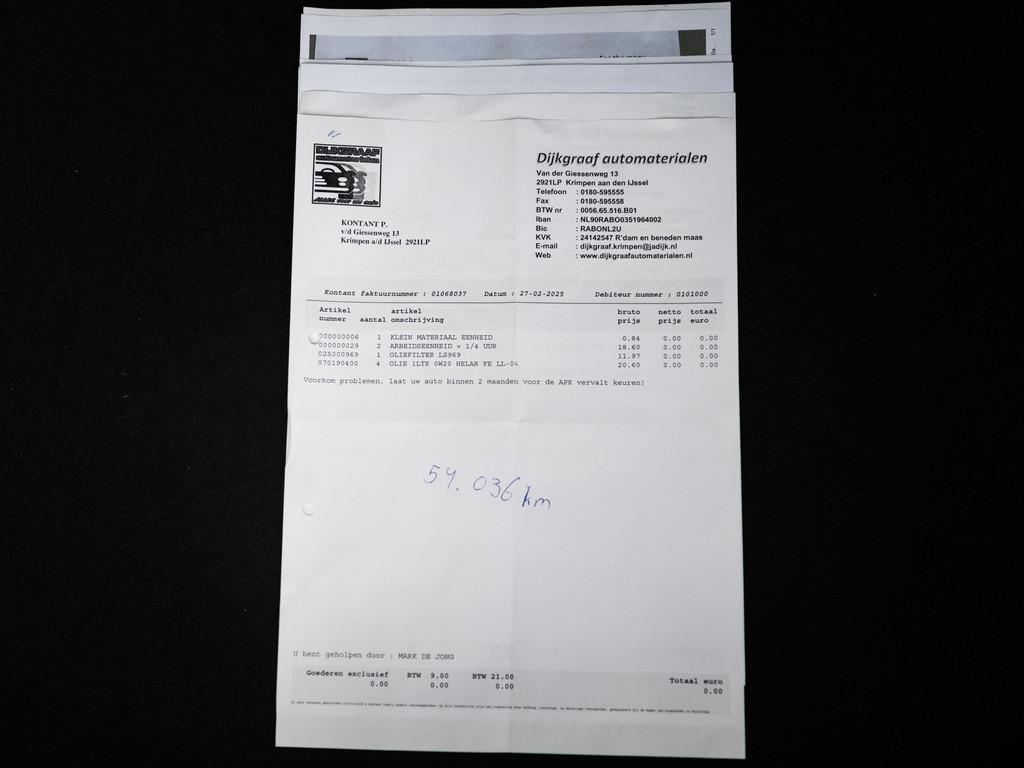 1/1
DIJKGRAAF
automaterialen
ALLES VOOR UW AUTO
Dijkgraaf automaterialen
Van der Giessenweg 13
2921LP Krimpen aan den IJssel
Telefoon : 0180-595555
Fax : 0180-595558
BTW nr : 0056.65.516.B01
Iban : NL90RABO0351964002
Bic : RABONL2U
KVK : 24142547 R'dam en beneden maas
E-mail : dijkgraaf.krimpen@jadijk.nl
Web : www.dijkgraafautomaterialen.nl
KONTANT P.
v/d Giessenweg 13
Krimpen a/d IJssel 2921LP
Kontant faktuurnummer : 01068037 Datum : 27-02-2025 Debiteur nummer : 0101000
Artikel artikel bruto netto totaal
nummer aantal omschrijving prijs prijs euro
000000006 1 KLEIN MATERIAAL EENHEID 0.84 0.00 0.00
000000029 2 ARBEIDSEENHEID = 1/4 UUR 18.60 0.00 0.00
025000969 1 OLIEFILTER LS969 11.97 0.00 0.00
070190400 4 OLIE 1LTR 0W20 HELAR FE LL-04 20.60 0.00 0.00
Voorkom problemen, laat uw auto binnen 2 maanden voor de APK vervalt keuren!
54.036 km
U bent geholpen door : MARK DE JONG
Goederen exclusief BTW 9.00 BTW 21.00 Totaal euro
0.00 0.00 0.00 0.00